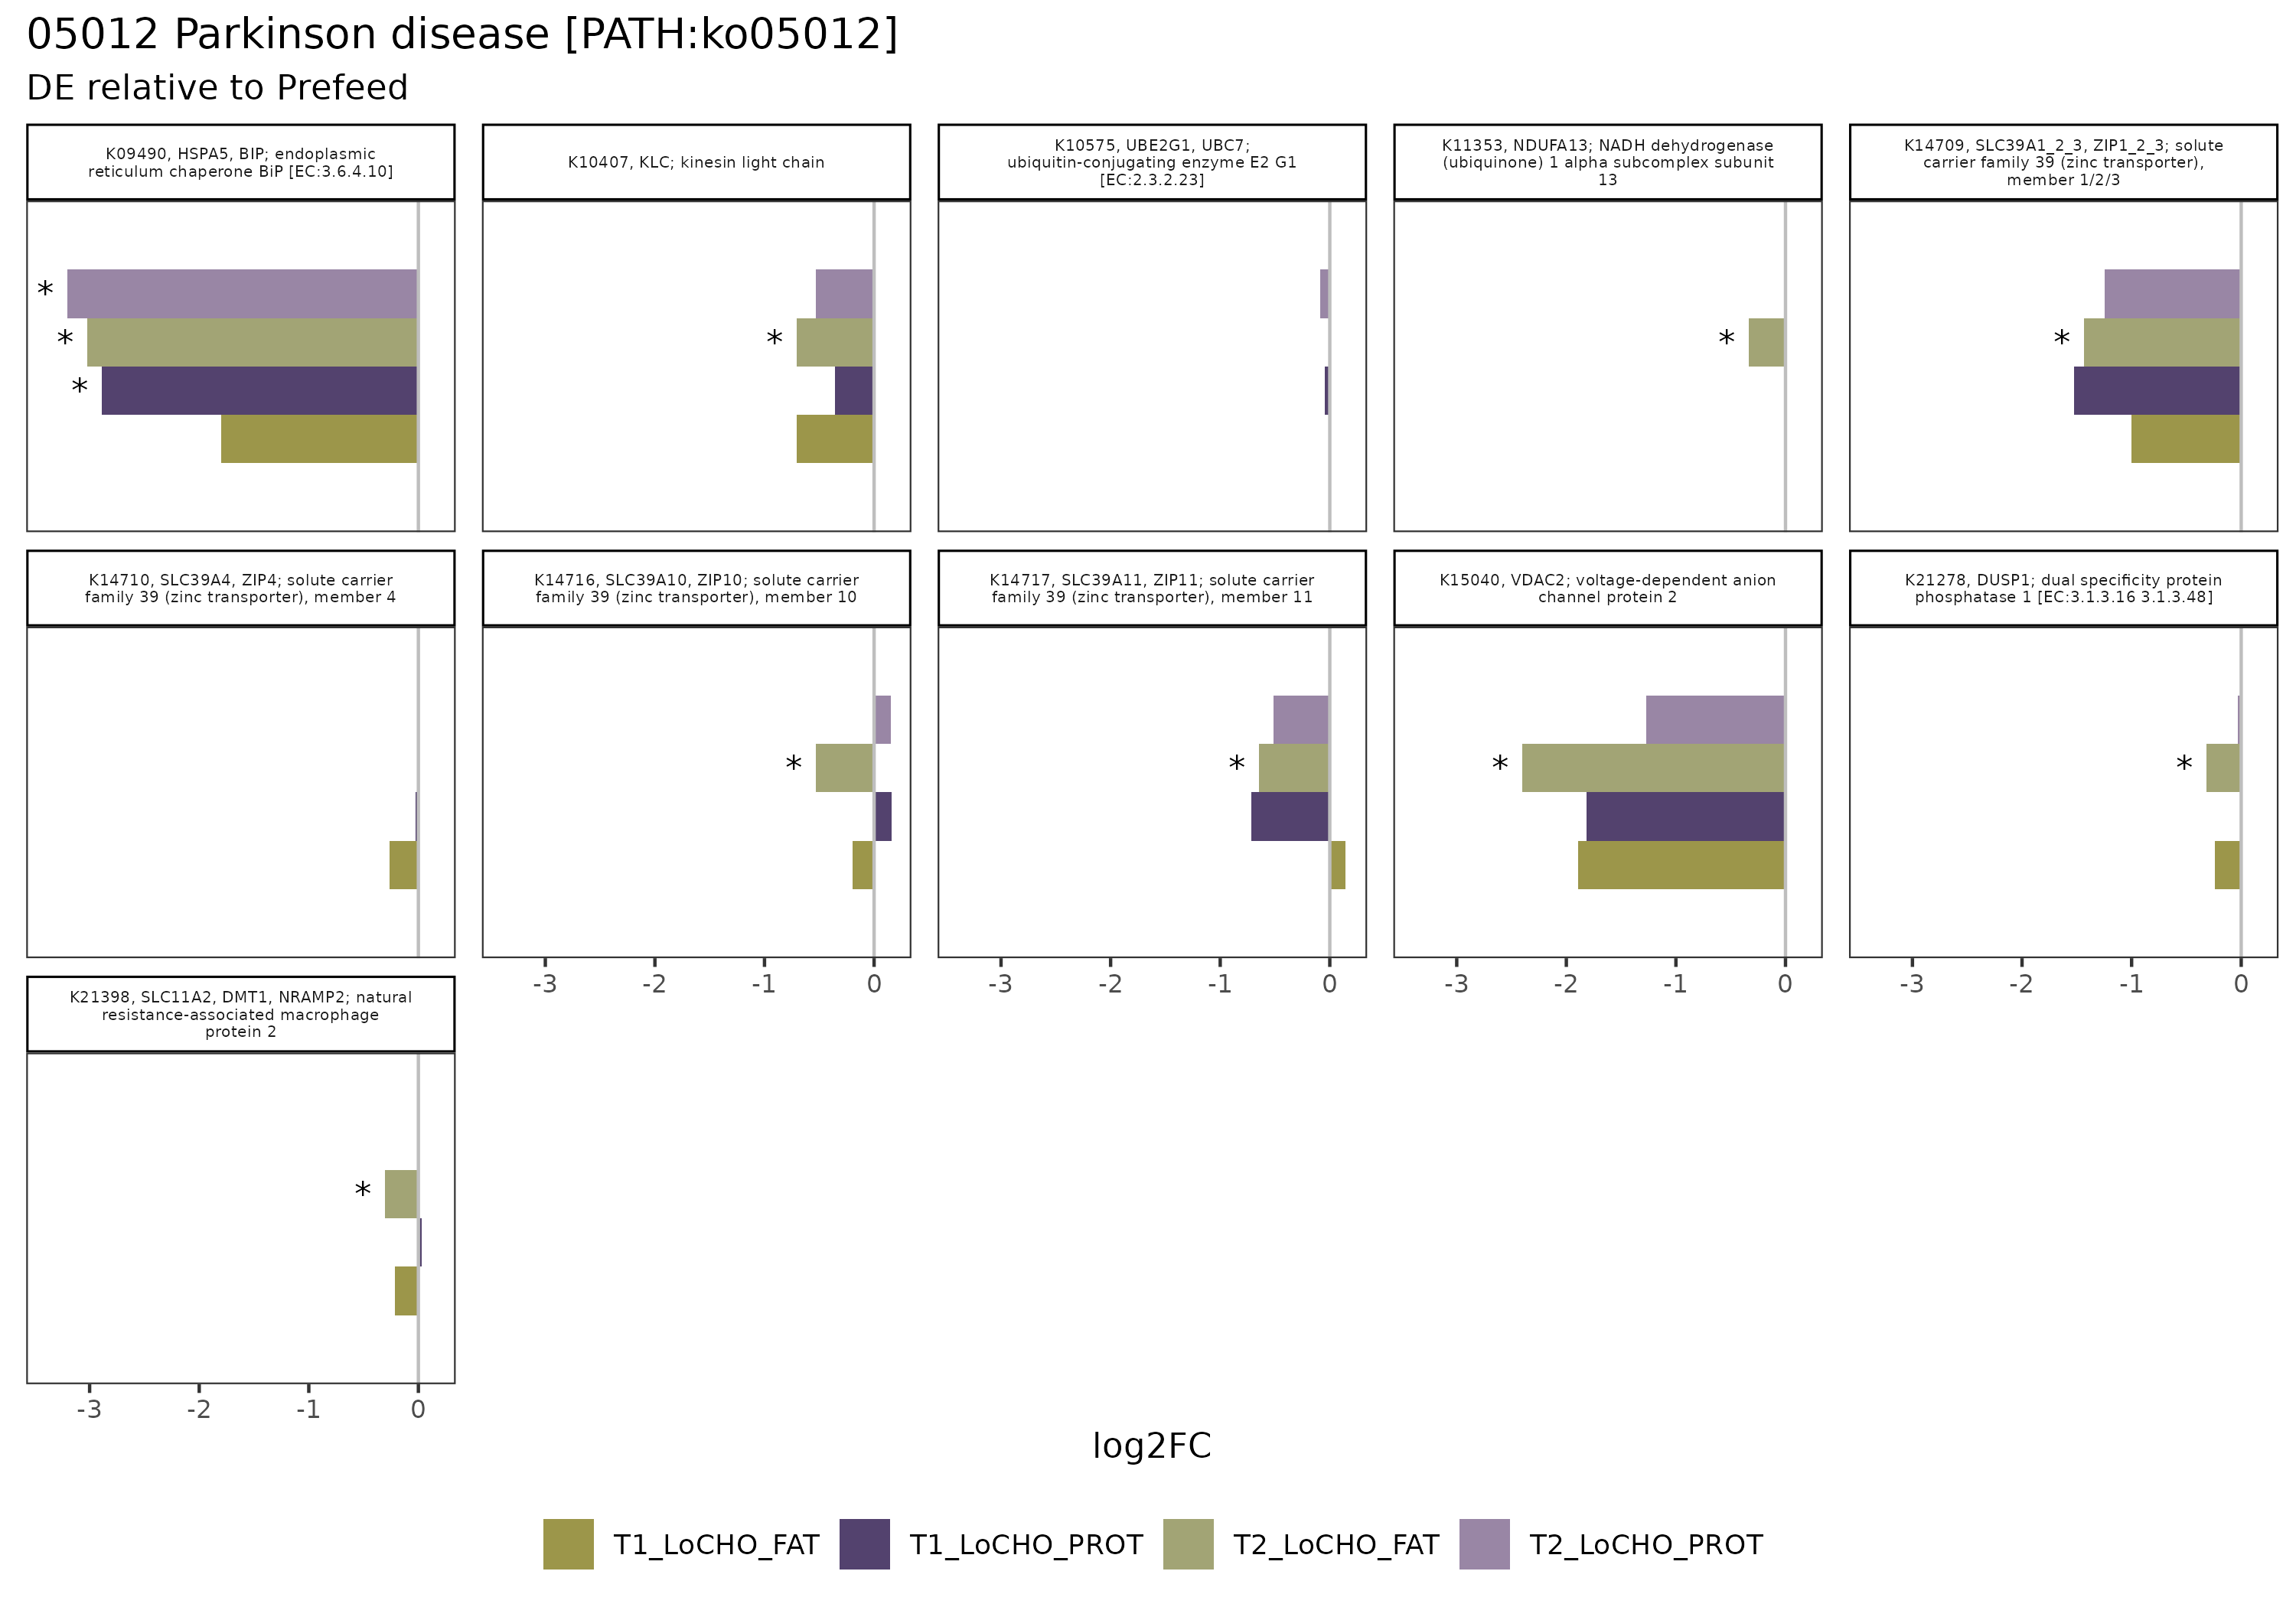 05012 Parkinson disease [PATH:ko05012]
DE relative to Prefeed
K09490, HSPA5, BIP; endoplasmic
reticulum chaperone BiP [EC:3.6.4.10]
K10407, KLC; kinesin light chain
K10575, UBE2G1, UBC7;
ubiquitin-conjugating enzyme E2 G1
[EC:2.3.2.23]
K11353, NDUFA13; NADH dehydrogenase
(ubiquinone) 1 alpha subcomplex subunit
13
K14709, SLC39A1_2_3, ZIP1_2_3; solute
carrier family 39 (zinc transporter),
member 1/2/3
*
*
*
*
*
*
K14710, SLC39A4, ZIP4; solute carrier
family 39 (zinc transporter), member 4
K14716, SLC39A10, ZIP10; solute carrier
family 39 (zinc transporter), member 10
K14717, SLC39A11, ZIP11; solute carrier
family 39 (zinc transporter), member 11
K15040, VDAC2; voltage-dependent anion
channel protein 2
K21278, DUSP1; dual specificity protein
phosphatase 1 [EC:3.1.3.16 3.1.3.48]
*
*
*
*
-3 -2 -1 0
-3 -2 -1 0
-3 -2 -1 0
-3 -2 -1 0
K21398, SLC11A2, DMT1, NRAMP2; natural
resistance-associated macrophage
protein 2
*
-3 -2 -1 0
log2FC
T1_LoCHO_FAT T1_LoCHO_PROT T2_LoCHO_FAT T2_LoCHO_PROT